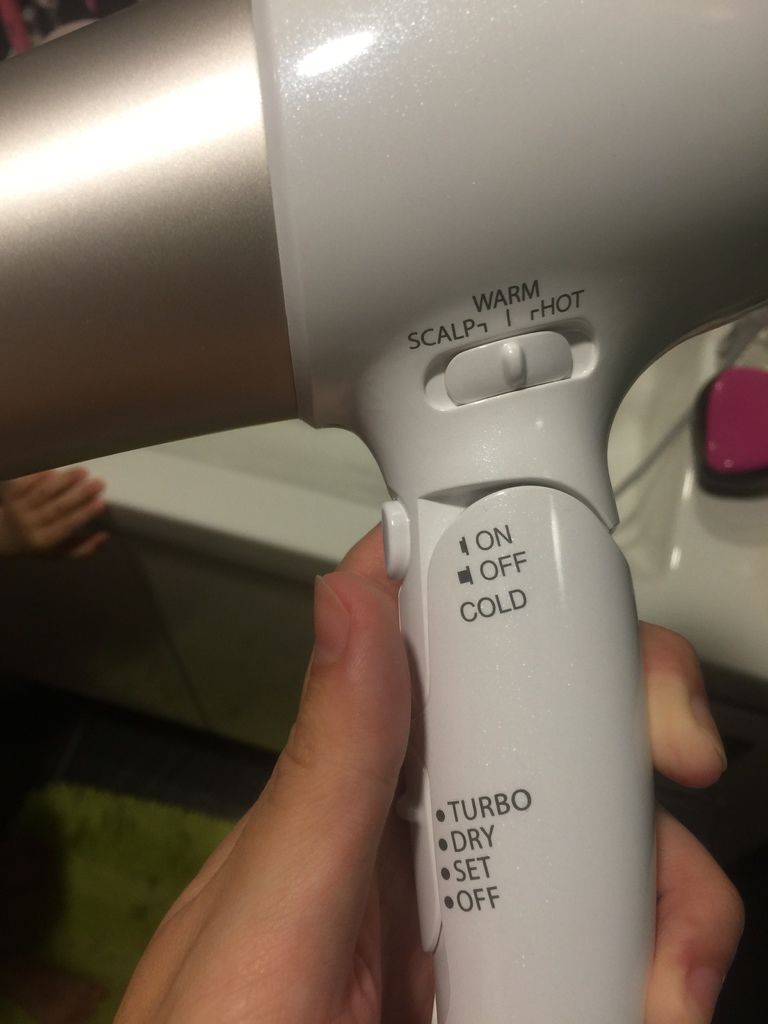 WARM
SCALP HOT
ON
OFF
COLD
TURBO
DRY
SET
OFF